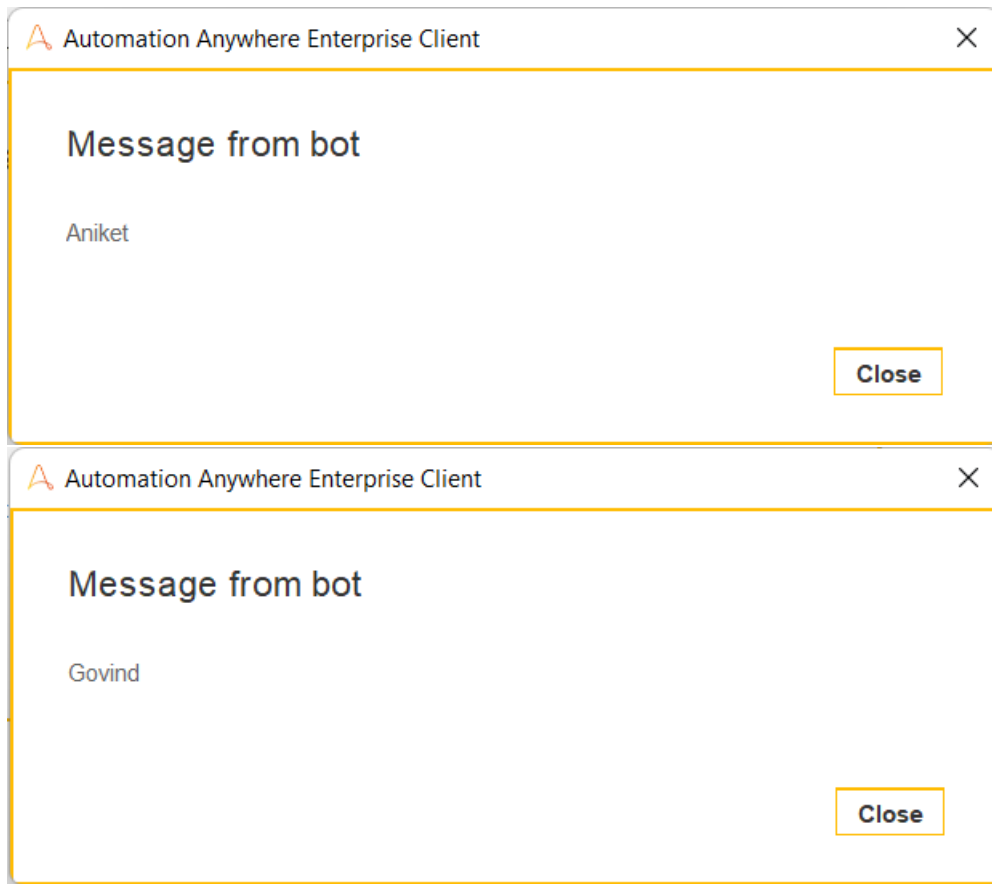 Automation Anywhere Enterprise Client
Message from bot
Aniket
Close
Automation Anywhere Enterprise Client
Message from bot
Govind
Close